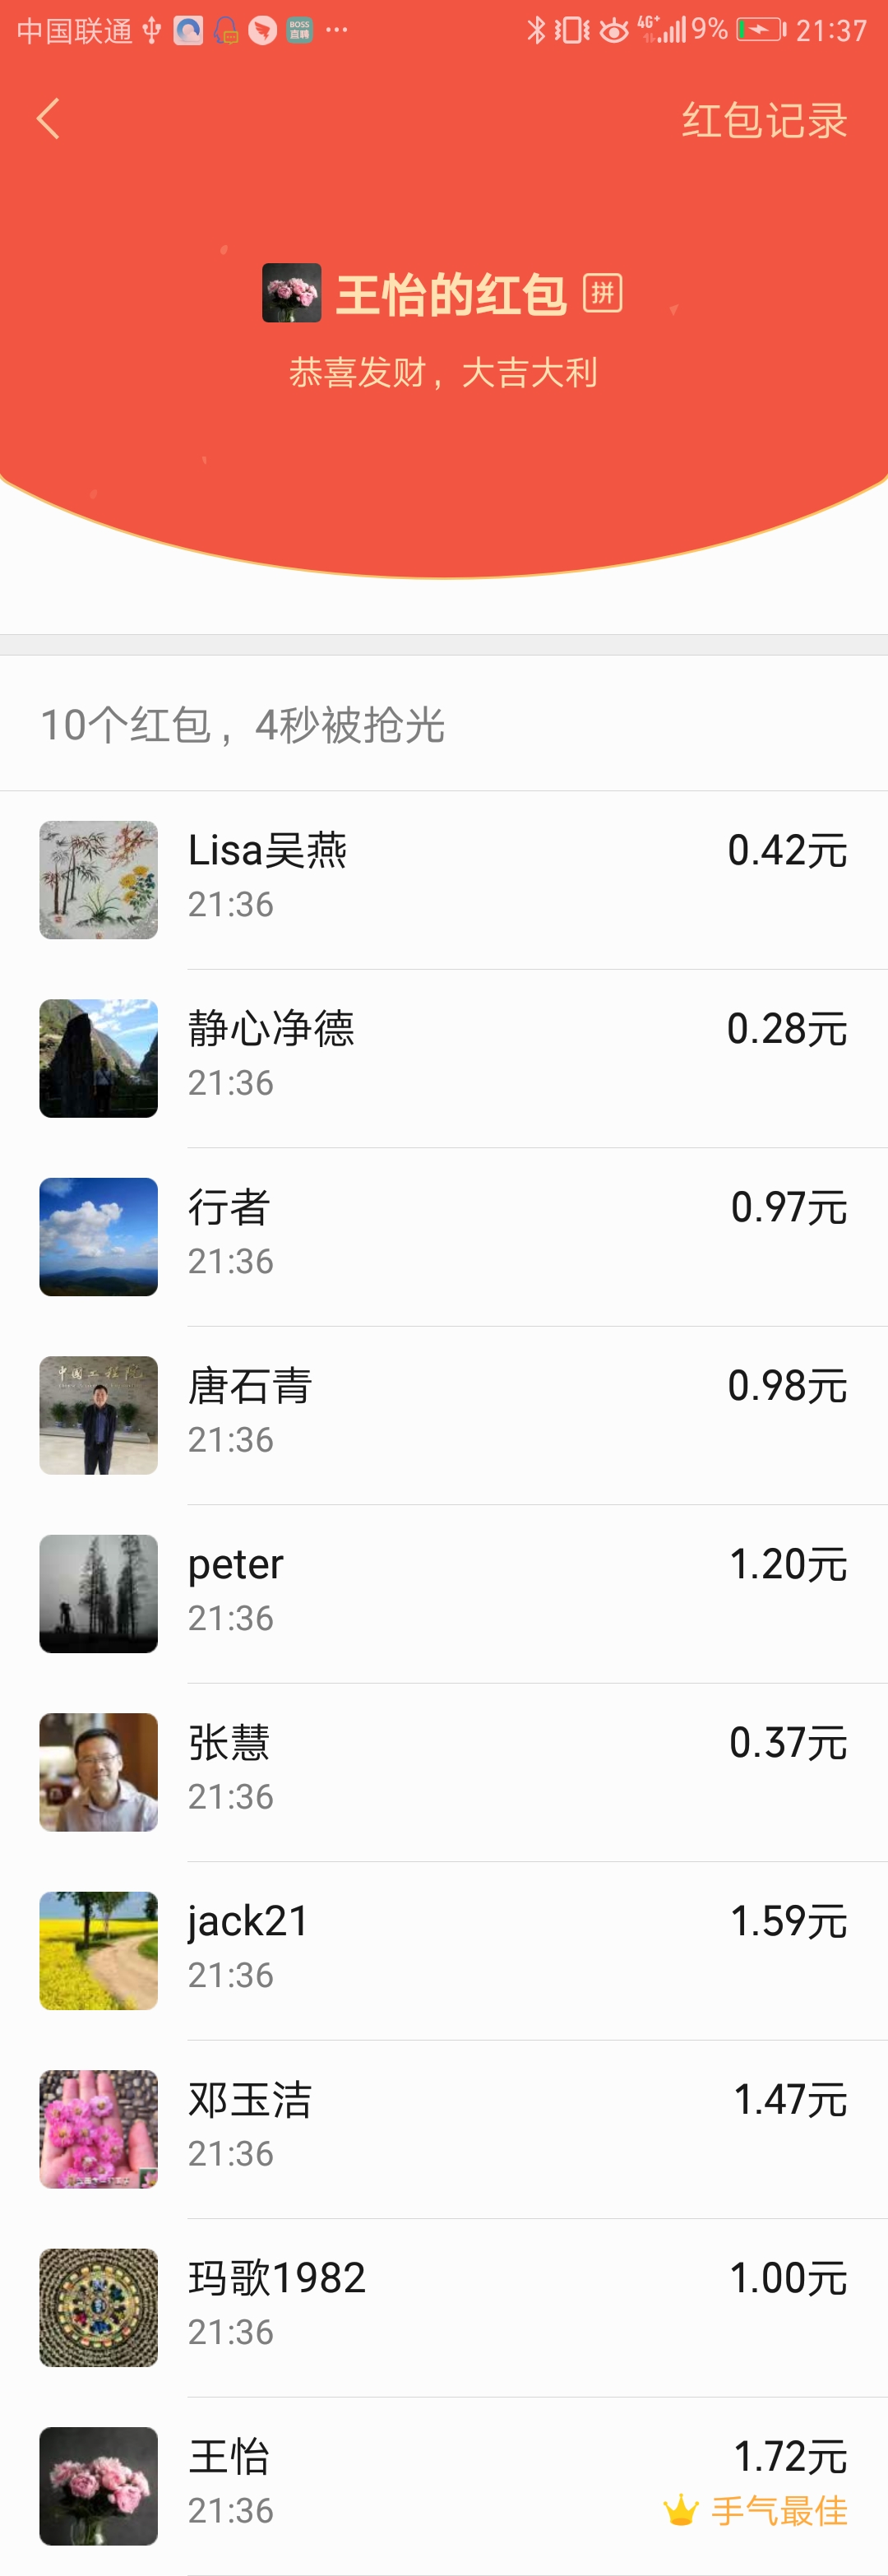 中国联通 BOSS直聘 ··· 4G+ 9% 21:37
红包记录
王怡的红包 拼
恭喜发财，大吉大利
10个红包，4秒被抢光
Lisa吴燕 0.42元
21:36
静心净德 0.28元
21:36
行者 0.97元
21:36
中国工程院
唐石青 0.98元
21:36
peter 1.20元
21:36
张慧 0.37元
21:36
jack21 1.59元
21:36
邓玉洁 1.47元
21:36
玛歌1982 1.00元
21:36
王怡 1.72元
21:36 手气最佳